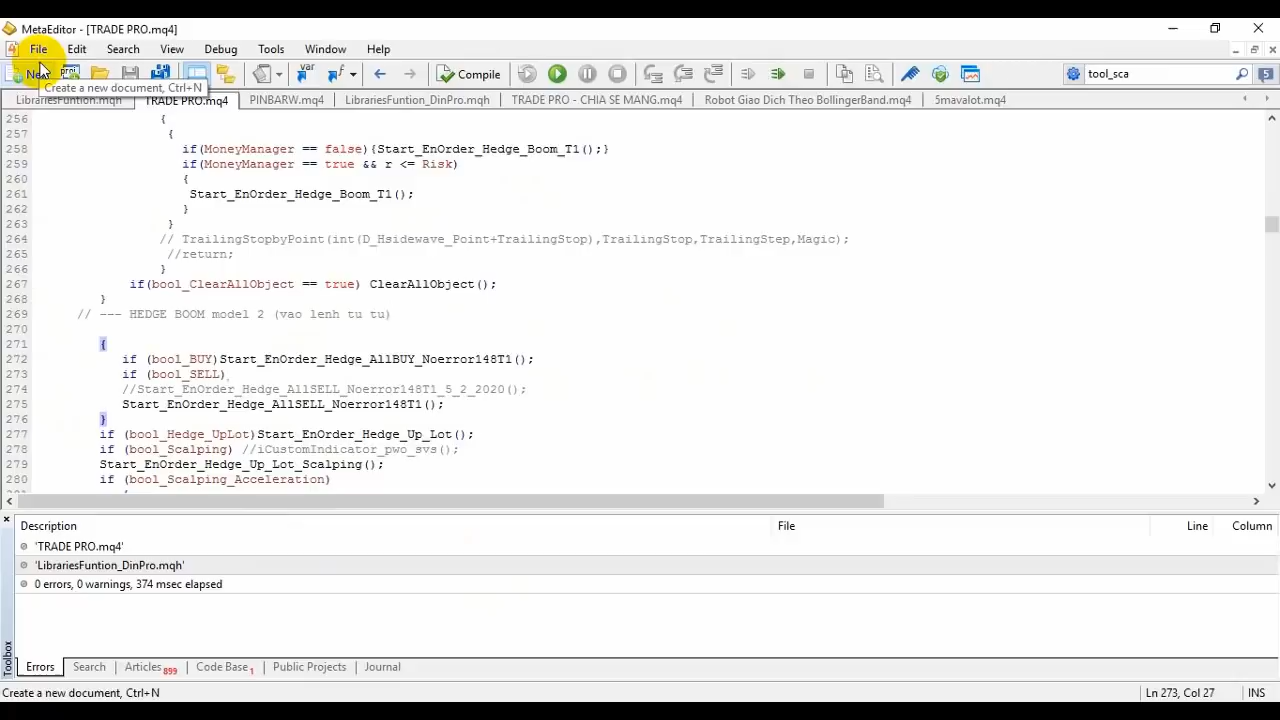 MetaEditor - [TRADE PRO.mq4]
File Edit Search View Debug Tools Window Help
New Compile tool_sca 5
Create a new document, Ctrl+N
LibrariesFuntion.mqh TRADE PRO.mq4 PINBARW.mq4 LibrariesFuntion_DinPro.mqh TRADE PRO - CHIA SE MANG.mq4 Robot Giao Dich Theo BollingerBand.mq4 5mavalot.mq4
256 {
257 {
258 if(MoneyManager == false){Start_EnOrder_Hedge_Boom_T1();}
259 if(MoneyManager == true && r <= Risk)
260 {
261 Start_EnOrder_Hedge_Boom_T1();
262 }
263 }
264 // TrailingStopbyPoint(int(D_Hsidewave_Point+TrailingStop),TrailingStop,TrailingStep,Magic);
265 //return;
266 }
267 if(bool_ClearAllObject == true) ClearAllObject();
268 }
269 // --- HEDGE BOOM model 2 (vao lenh tu tu)
270
271 {
272 if (bool_BUY)Start_EnOrder_Hedge_AllBUY_Noerror148T1();
273 if (bool_SELL)
274 //Start_EnOrder_Hedge_AllSELL_Noerror148T1_5_2_2020();
275 Start_EnOrder_Hedge_AllSELL_Noerror148T1();
276 }
277 if (bool_Hedge_UpLot)Start_EnOrder_Hedge_Up_Lot();
278 if (bool_Scalping) //iCustomIndicator_pwo_svs();
279 Start_EnOrder_Hedge_Up_Lot_Scalping();
280 if (bool_Scalping_Acceleration)
Description File Line Column
'TRADE PRO.mq4'
'LibrariesFuntion_DinPro.mqh'
0 errors, 0 warnings, 374 msec elapsed
Toolbox
Errors Search Articles 899 Code Base 1 Public Projects Journal
Create a new document, Ctrl+N Ln 273, Col 27 INS